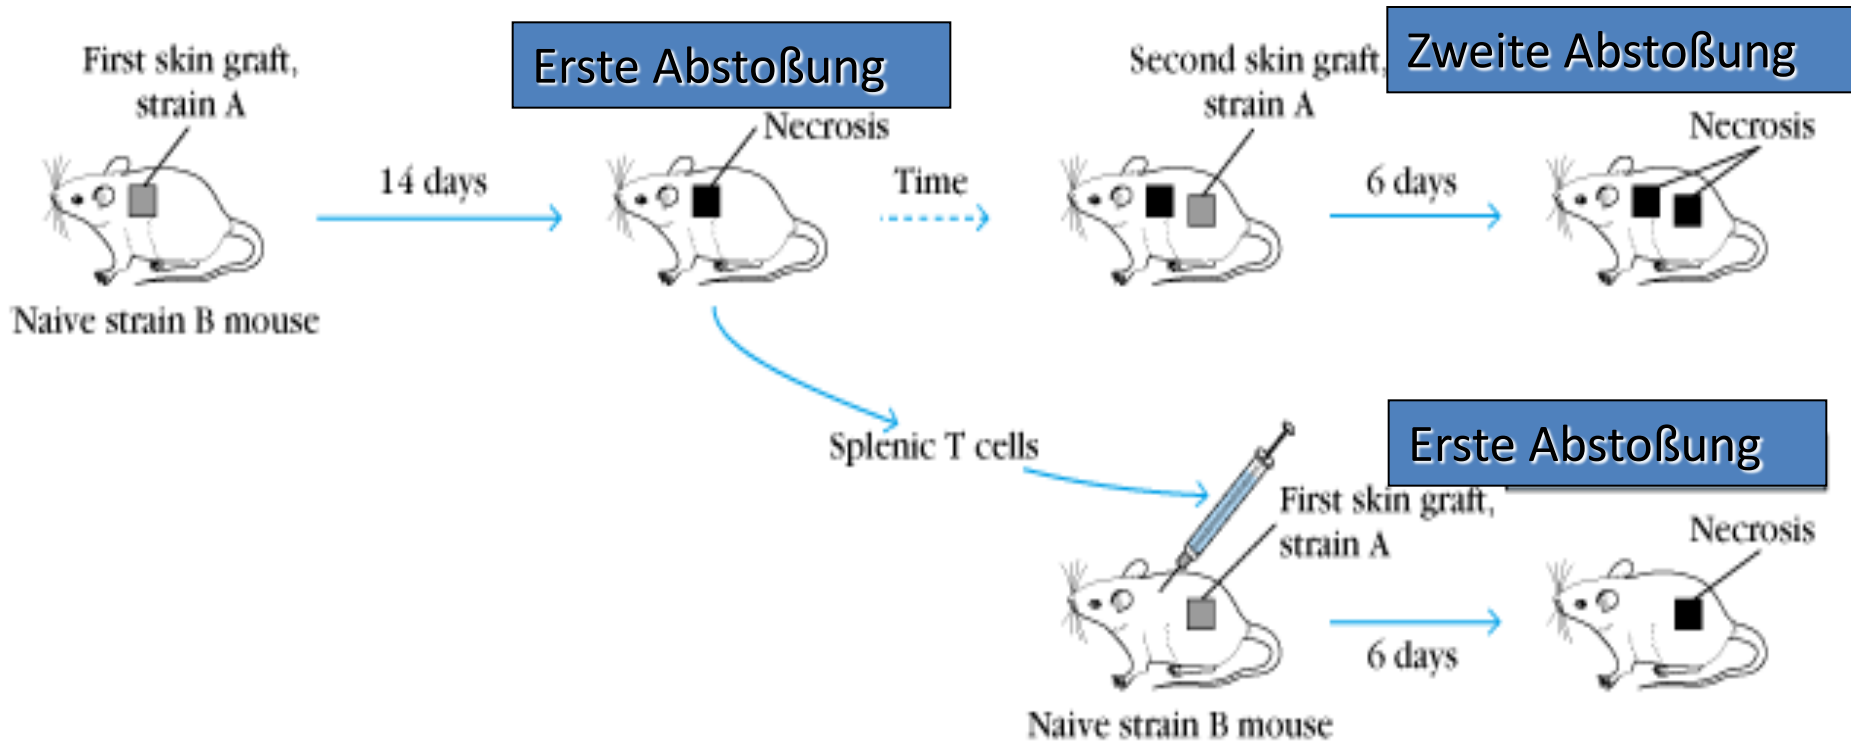 First skin graft,
strain A
Erste Abstoßung
Necrosis
14 days
Time
Second skin graft,
strain A
Zweite Abstoßung
Necrosis
6 days
Naive strain B mouse
Splenic T cells
Erste Abstoßung
First skin graft,
strain A
Necrosis
6 days
Naive strain B mouse